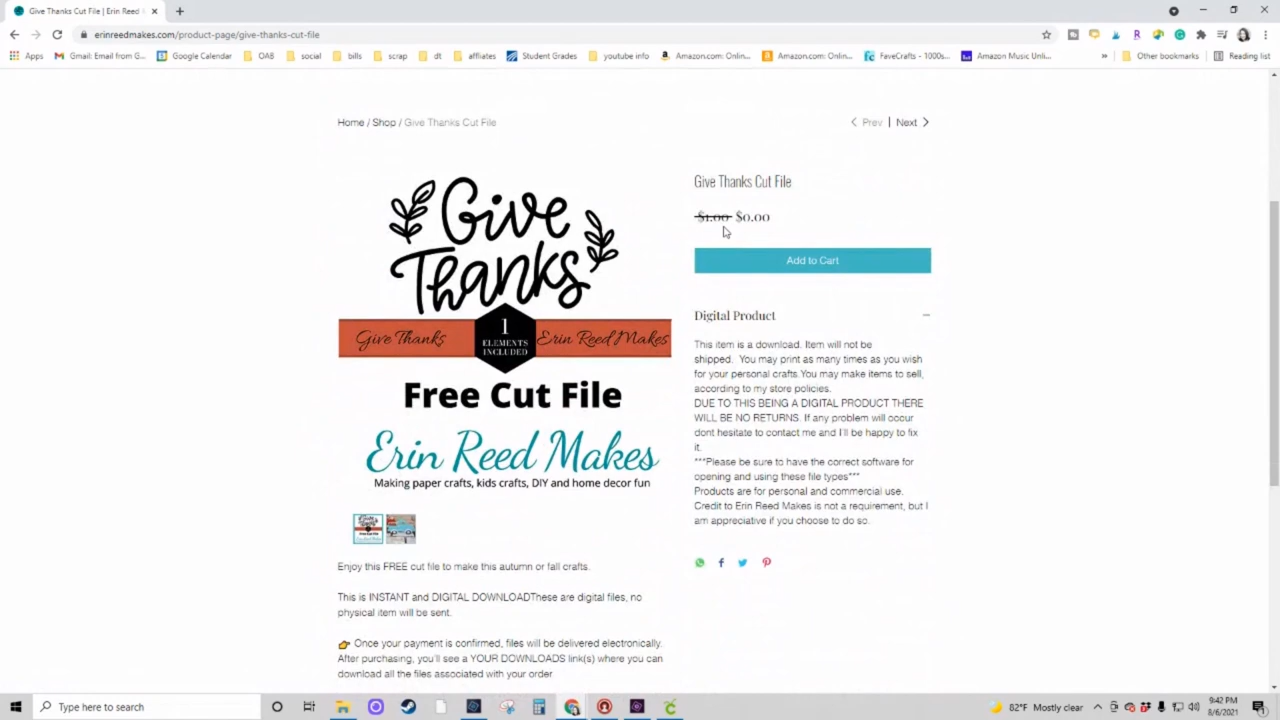 Give Thanks Cut File | Erin Reed
erinreedmakes.com/product-page/give-thanks-cut-file
Apps
Gmail: Email from G...
Google Calendar
OAB
social
bills
scrap
dt
affliates
Student Grades
youtube info
Amazon.com: Onlin...
Amazon.com: Onlin...
FaveCrafts - 1000s...
Amazon Music Unli...
»
Other bookmarks
Reading list
Home / Shop / Give Thanks Cut File
Prev | Next
Give
Thanks
Give Thanks
1
ELEMENTS
INCLUDED
Erin Reed Makes
Free Cut File
Erin Reed Makes
Making paper crafts, kids crafts, DIY and home decor fun
Enjoy this FREE cut file to make this autumn or fall crafts.
This is INSTANT and DIGITAL DOWNLOADThese are digital files, no
physical item will be sent.
👉 Once your payment is confirmed, files will be delivered electronically.
After purchasing, you'll see a YOUR DOWNLOADS link(s) where you can
download all the files associated with your order
Give Thanks Cut File
$1.00 $0.00
Add to Cart
Digital Product
This item is a download. Item will not be
shipped. You may print as many times as you wish
for your personal crafts.You may make items to sell,
according to my store policies.
DUE TO THIS BEING A DIGITAL PRODUCT THERE
WILL BE NO RETURNS. If any problem will occur
dont hesitate to contact me and I'll be happy to fix
it.
***Please be sure to have the correct software for
opening and using these file types***
Products are for personal and commercial use.
Credit to Erin Reed Makes is not a requirement, but I
am appreciative if you choose to do so.
Type here to search
82°F Mostly clear
9:42 PM
8/6/2021